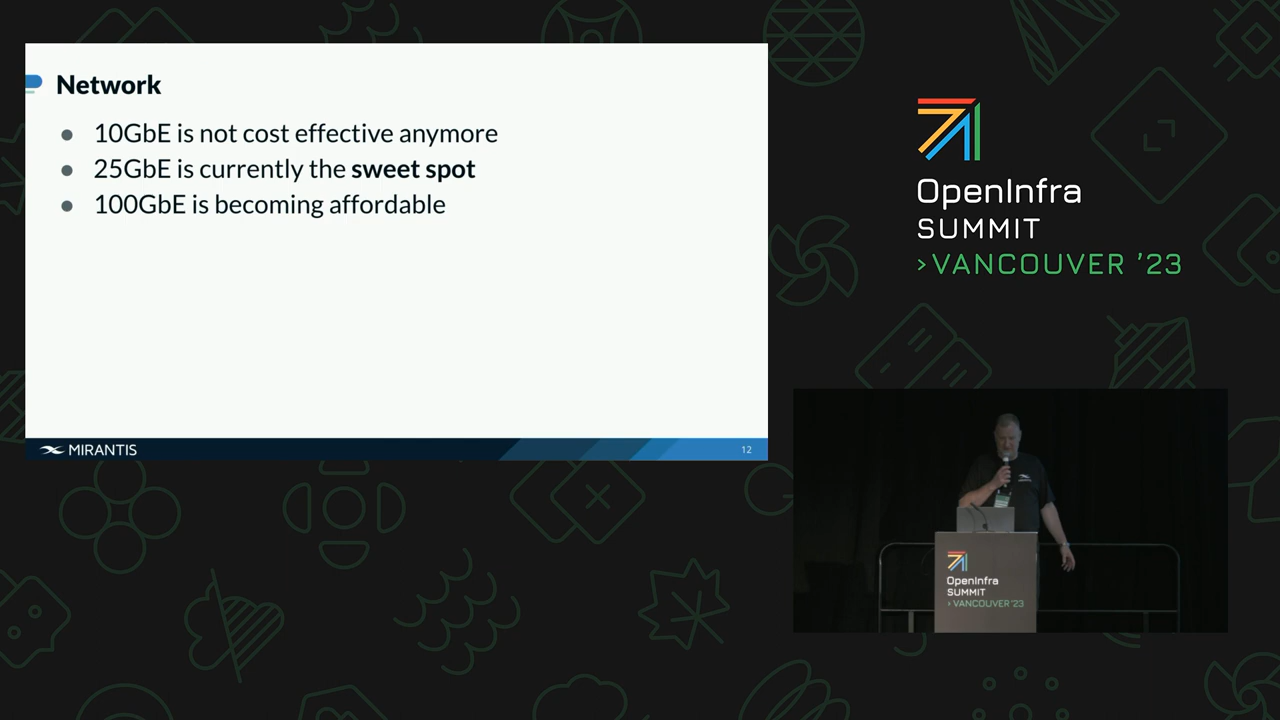 Network
10GbE is not cost effective anymore
25GbE is currently the sweet spot
100GbE is becoming affordable
MIRANTIS
12
OpenInfra
SUMMIT
>VANCOUVER '23
OpenInfra
SUMMIT
>VANCOUVER '23